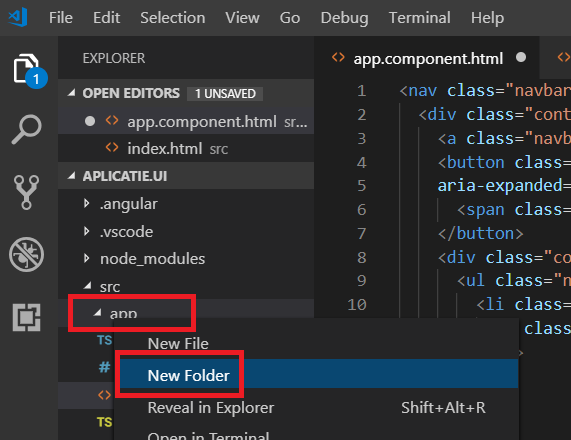 File Edit Selection View Go Debug Terminal Help
EXPLORER
OPEN EDITORS 1 UNSAVED
app.component.html sr...
index.html src
APLICATIE.UI
.angular
.vscode
node_modules
src
app
TS
#
<>
TS
1
app.component.html
1 <nav class="navbar
2 <div class="cont
3 <a class="navb
4 <button class=
5 aria-expanded=
6 <span class=
7 </button>
8 <div class="co
9 <ul class="n
10 <li class=
class=
>
New File
New Folder
Reveal in Explorer Shift+Alt+R
Open in Terminal